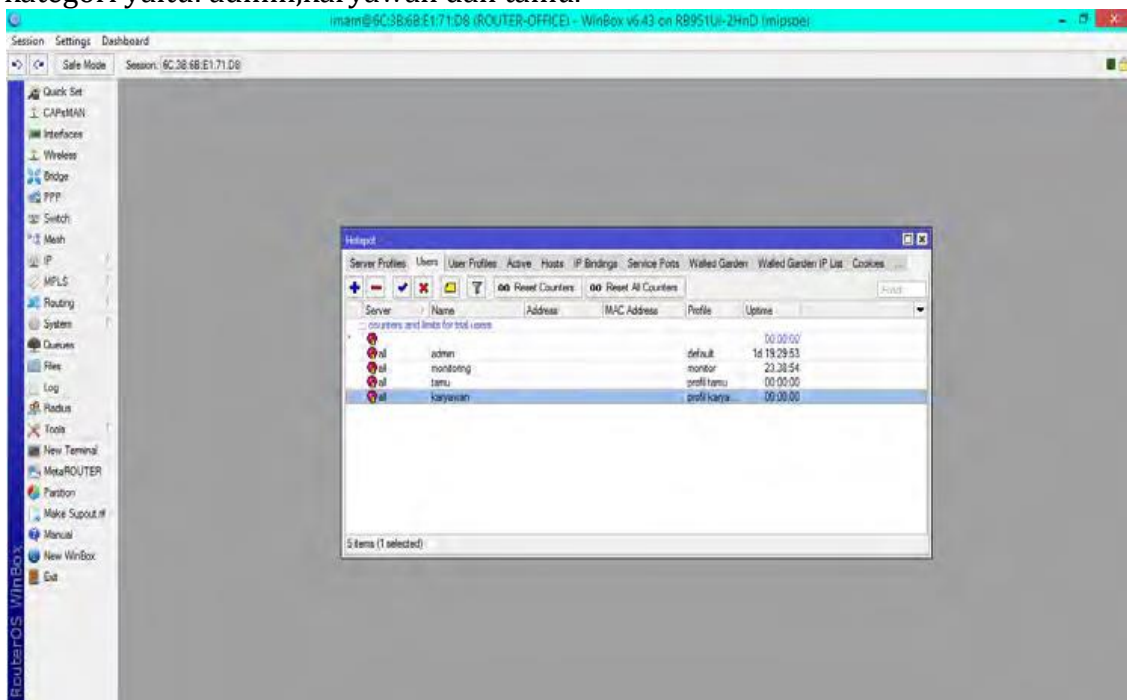 kategori yaitu: admin,karyawan dan tamu.
imam@6C:3B:6B:E1:71:D8 (ROUTER-OFFICE) - WinBox v6.43 on RB951Ui-2HnD (mipsbe)
Session Settings Dashboard
Safe Mode Session: 6C:3B:6B:E1:71:D8
Quick Set
CAPsMAN
Interfaces
Wireless
Bridge
PPP
Switch
Mesh
IP
MPLS
Routing
System
Queues
Files
Log
Radius
Tools
New Terminal
MetaROUTER
Partition
Make Supout.rif
Manual
New WinBox
Exit
RouterOS WinBox
Hotspot
Server Profiles Users User Profiles Active Hosts IP Bindings Service Ports Walled Garden Walled Garden IP List Cookies ...
00 Reset Counters 00 Reset All Counters Find
Server Name Address MAC Address Profile Uptime
::: counters and limits for trial users
00:00:00
all admin default 1d 19:29:53
all monitoring monitor 23:38:54
all tamu profil tamu 00:00:00
all karyawan profil karya... 00:00:00
5 items (1 selected)